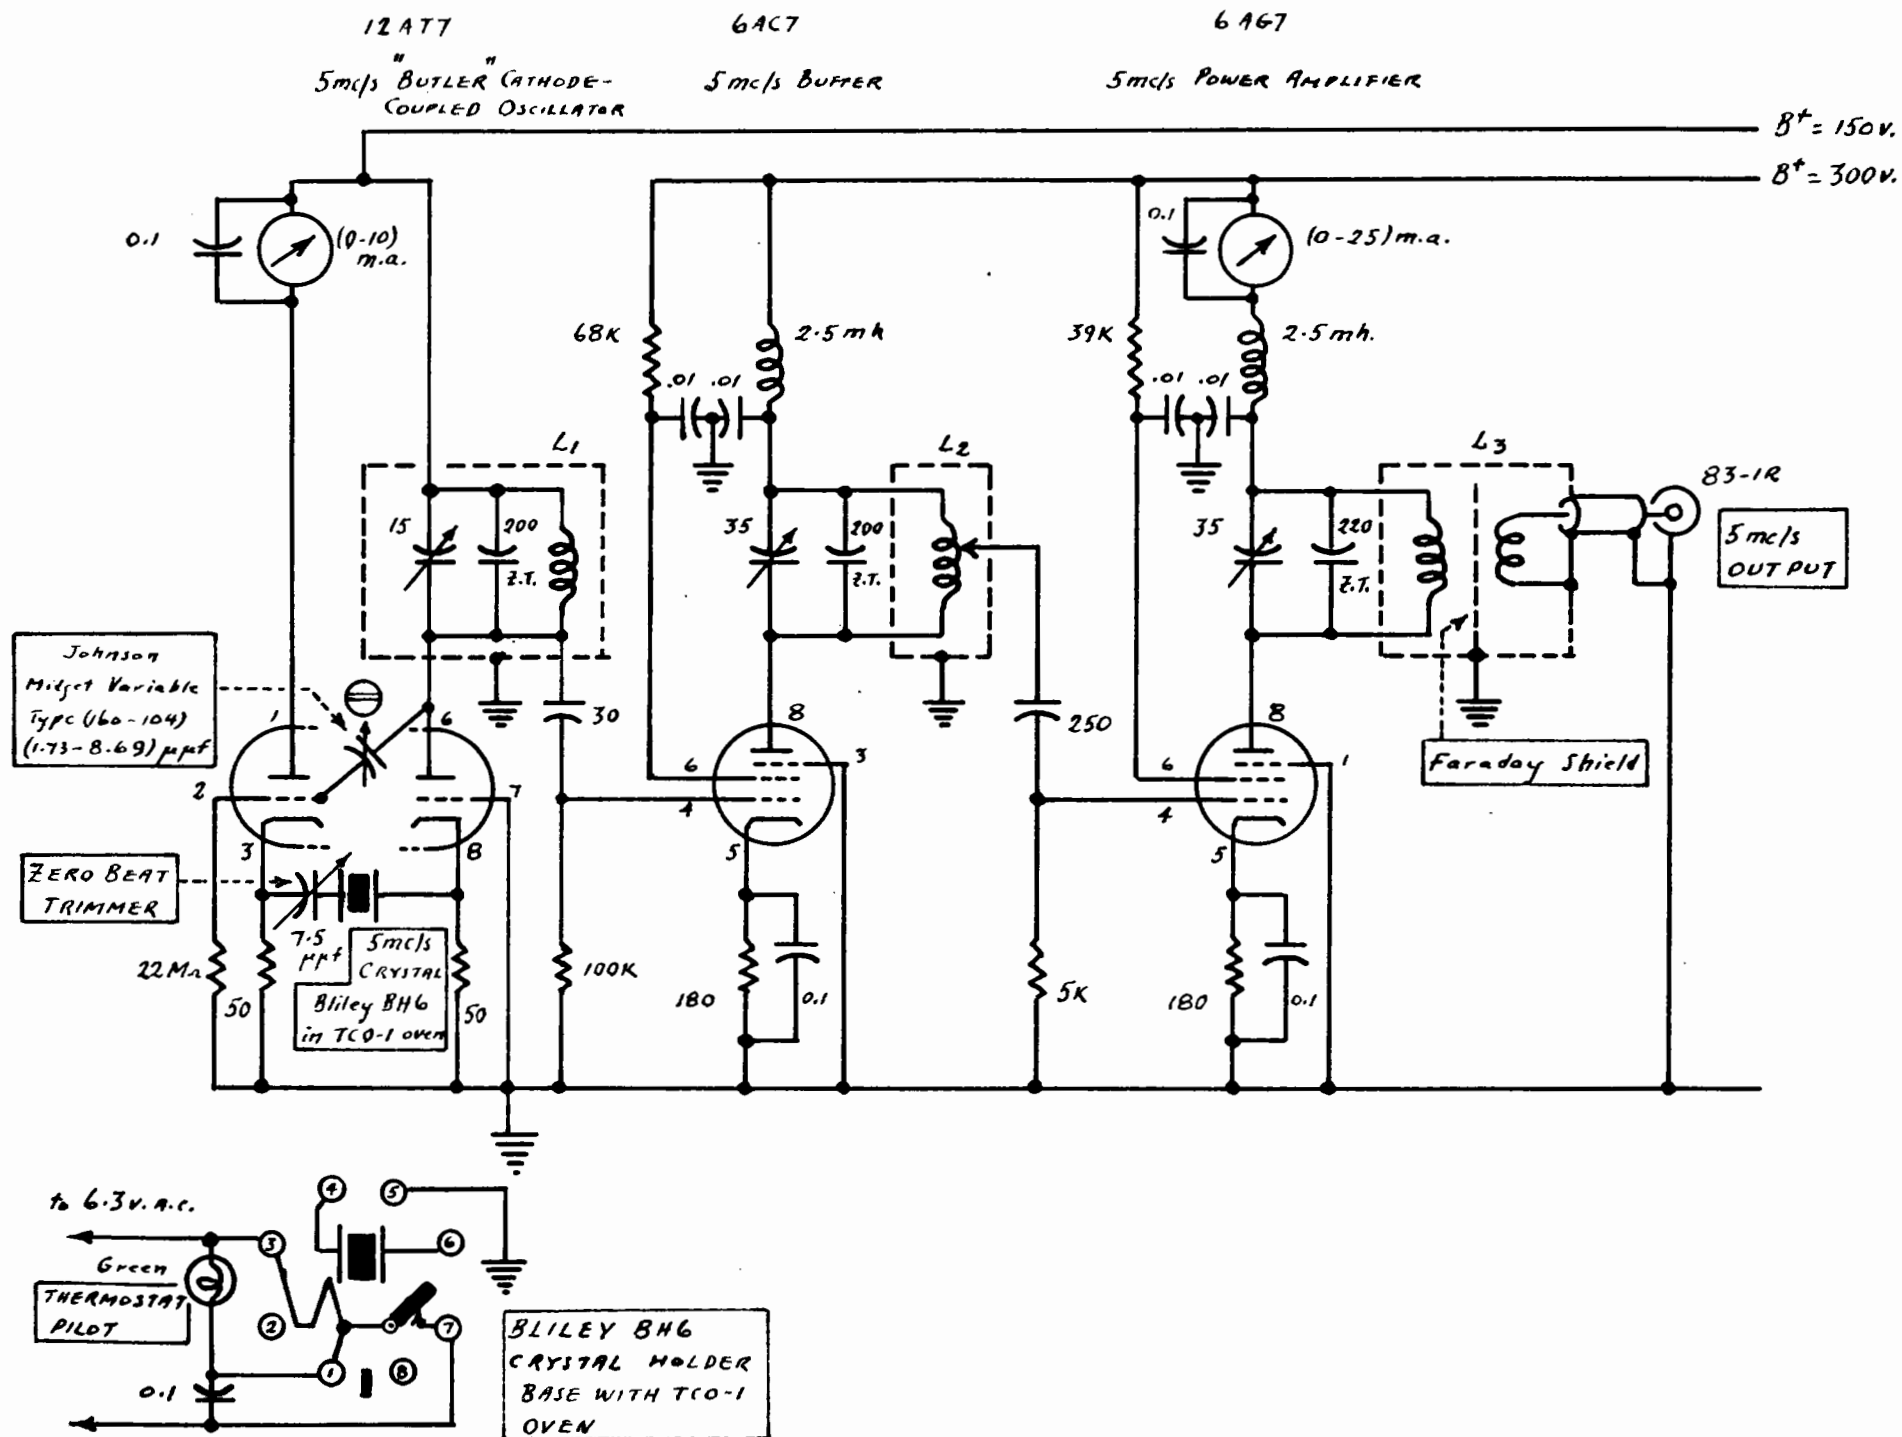 12AT7
5mc/s "BUTLER" CATHODE-
COUPLED OSCILLATOR
6AC7
5mc/s BUFFER
6AG7
5mc/s POWER AMPLIFIER
B+ = 150v.
B+ = 300v.
0.1
(0-10)
m.a.
68K
2.5mh
.01 .01
0.1
(0-25) m.a.
39K
2.5mh.
.01 .01
L1
15
200
Z.T.
L2
35
200
Z.T.
L3
35
220
Z.T.
83-1R
5mc/s
OUTPUT
Johnson
Midget Variable
Type (160-104)
(1.73-8.69) μμf
1
6
2
7
3
8
30
8
6
3
4
5
250
8
6
1
4
5
Faraday Shield
ZERO BEAT
TRIMMER
7.5
μμf
5mc/s
CRYSTAL
Bliley BH6
in TCO-1 oven
22MΩ
50
50
100K
180
0.1
5K
180
0.1
to 6.3v. a.c.
Green
THERMOSTAT
PILOT
0.1
4
5
3
6
2
7
1
8
BLILEY BH6
CRYSTAL HOLDER
BASE WITH TCO-1
OVEN